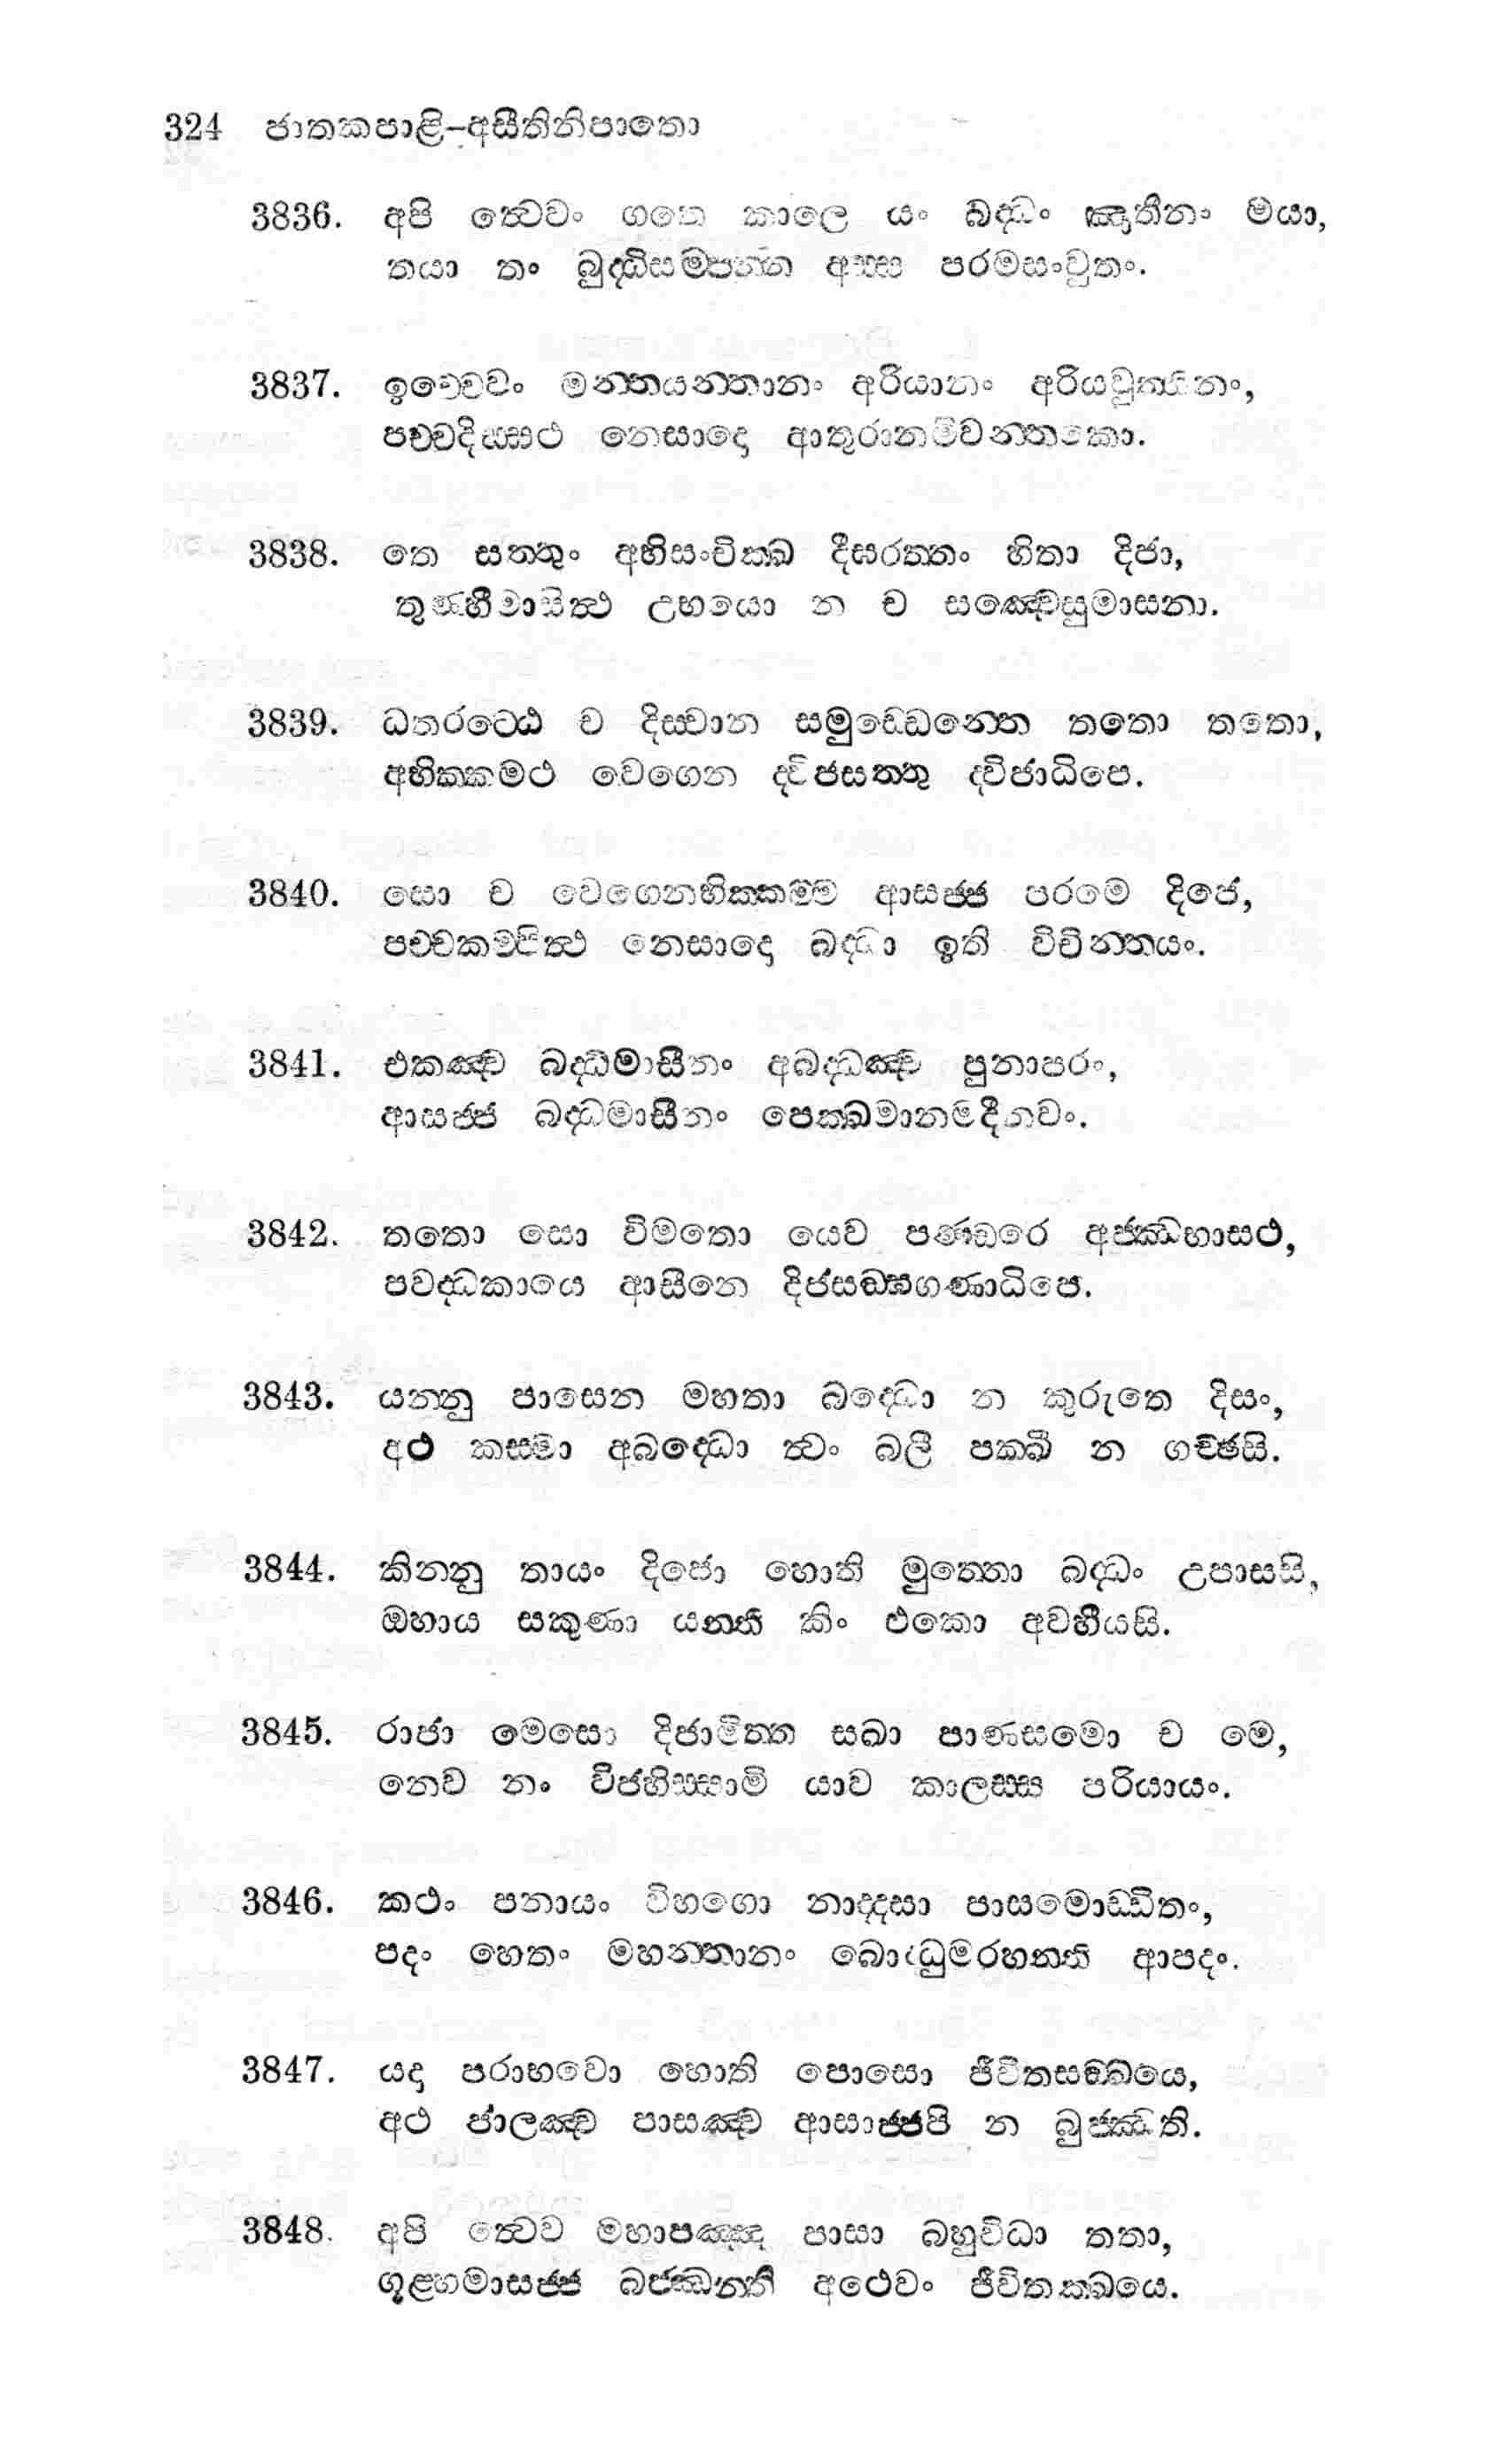 324 ජාතකපාළි-අසීතිනිපාතො
3836. අපි ත්වෙවං ගතෙ කාලෙ යං බද්ධං ඤාතීනං මයා,
තයා තං බුද්ධිසම්පන්න අස්ස පරමසංවුතං.
3837. ඉච්චෙවං මන්තයන්තානං අරියානං අරියවුත්තිනං,
පච්චදිස්සථ නෙසාදො ආතුරානමිවන්තකො.
3838. තෙ සත්තුං අභිසංචික්ඛ දීඝරත්තං හිතා දිජා,
තුණ්හීමාසිත්ථ උභයො න ච සඤ්චෙසුමාසනා.
3839. ධතරට්ඨෙ ච දිස්වාන සමුඩ්ඩෙන්තෙ තතො තතො,
අභික්කමථ වෙගෙන ද්විජසත්තු ද්විජාධිපෙ.
3840. සො ච වෙගෙනභික්කම්ම ආසජ්ජ පරමෙ දිජෙ,
පච්චකම්පිත්ථ නෙසාදො බද්ධා ඉති විචින්තයං.
3841. එකඤ්ච බද්ධමාසීනං අබද්ධඤ්ච පුනාපරං,
ආසජ්ජ බද්ධමාසීනං පෙක්ඛමානමදීනවං.
3842. තතො සො විමතො යෙව පණ්ඩරෙ අජ්ඣභාසථ,
පවද්ධකායෙ ආසීනෙ දිජසඞ්ඝගණාධිපෙ.
3843. යන්නු පාසෙන මහතා බද්ධො න කුරුතෙ දිසං,
අථ කස්මා අබද්ධො ත්වං බලී පක්ඛී න ගච්ඡසි.
3844. කින්නු තායං දිජො හොති මුත්තො බද්ධං උපාසසි,
ඔහාය සකුණා යන්ති කිං එකො අවහීයසි.
3845. රාජා මෙසො දිජාමිත්ත සඛා පාණසමො ච මෙ,
නෙව නං විජහිස්සාමි යාව කාලස්ස පරියායං.
3846. කථං පනායං විහගො නාද්දසා පාසමොඩ්ඩිතං,
පදං හෙතං මහන්තානං බොද්ධුමරහන්ති ආපදං.
3847. යදා පරාභවො හොති පොසො ජීවිතසඞ්ඛයෙ,
අථ ජාලඤ්ච පාසඤ්ච ආසාජ්ජපි න බුජ්ඣති.
3848. අපි ත්වෙව මහාපඤ්ඤ පාසා බහුවිධා තතා,
ගූළ්හමාසජ්ජ බජ්ඣන්ති අථෙවං ජීවිතක්ඛයෙ.